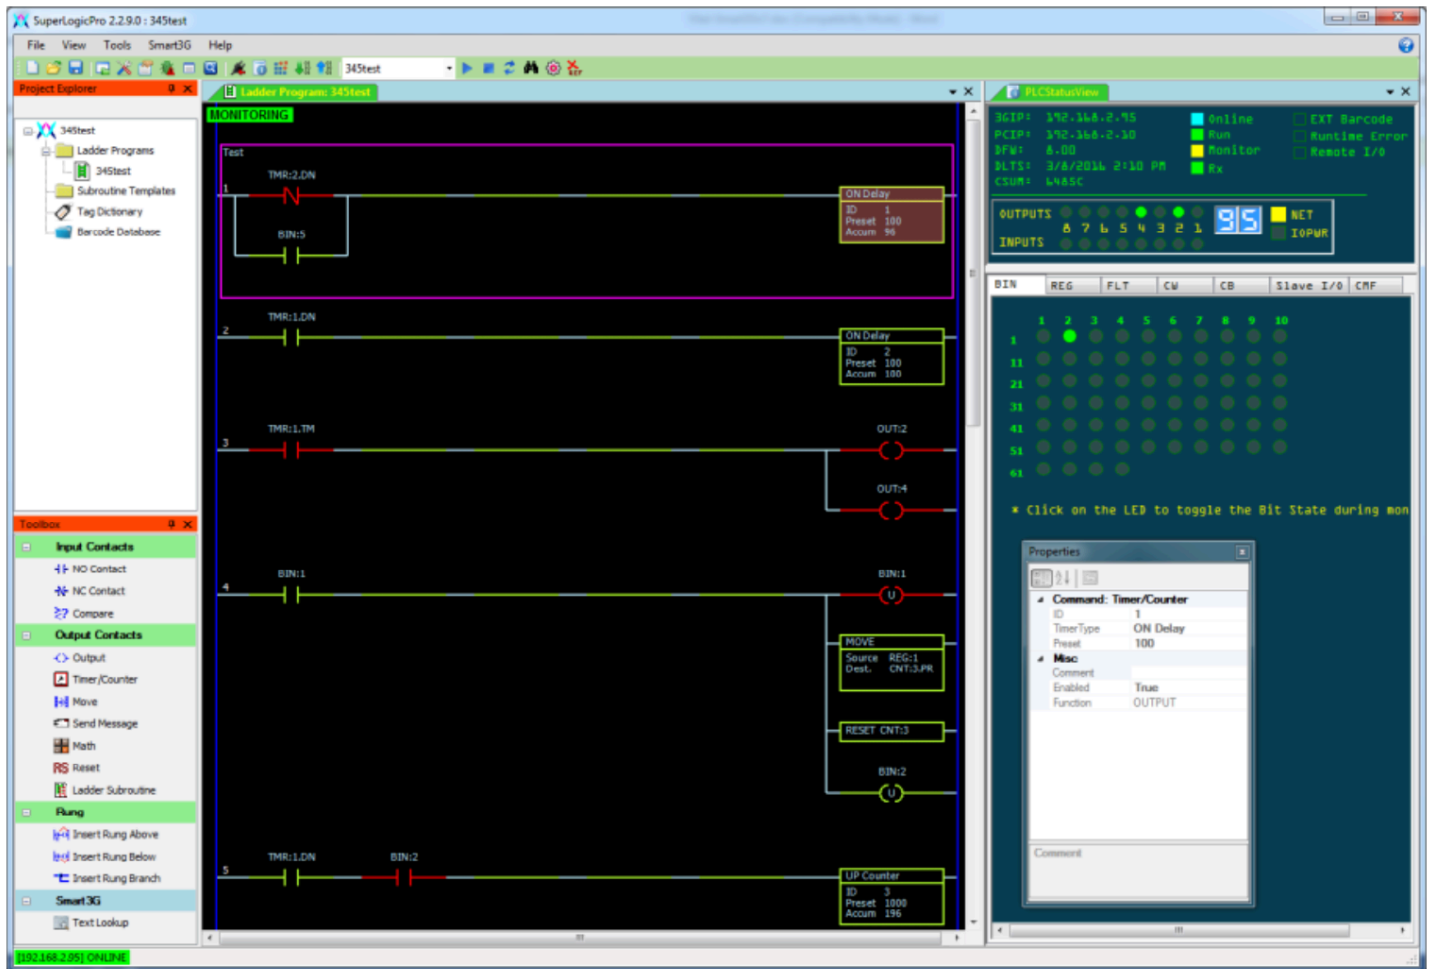 SuperLogicPro 2.2.9.0 : 345test
File View Tools Smart3G Help
345test
Project Explorer
345test
Ladder Programs
345test
Subroutine Templates
Tag Dictionary
Barcode Database
Toolbox
Input Contacts
NO Contact
NC Contact
Compare
Output Contacts
Output
Timer/Counter
Move
Send Message
Math
RS Reset
Ladder Subroutine
Rung
Insert Rung Above
Insert Rung Below
Insert Rung Branch
Smart3G
Text Lookup
Ladder Program: 345test
MONITORING
Test
1
TMR:2.DN
BIN:5
ON Delay
ID 1
Preset 100
Accum 96
2
TMR:1.DN
ON Delay
ID 2
Preset 100
Accum 100
3
TMR:1.TM
OUT:2
OUT:4
4
BIN:1
BIN:1
U
MOVE
Source REG:1
Dest. CNT:3.PR
RESET CNT:3
BIN:2
U
5
TMR:1.DN BIN:2
UP Counter
ID 3
Preset 1000
Accum 196
PLCStatusView
3GIP: 192.168.2.95 Online EXT Barcode
PCIP: 192.168.2.10 Run Runtime Error
DFW: 8.00 Monitor Remote I/O
DLTS: 3/8/2016 2:10 PM Rx
CSUM: 6485C
OUTPUTS 95 NET
8 7 6 5 4 3 2 1
INPUTS IOPWR
BIN REG FLT CW CB Slave I/O CMF
1 2 3 4 5 6 7 8 9 10
1
11
21
31
41
51
61
* Click on the LED to toggle the Bit State during mon
Properties
Command: Timer/Counter
ID 1
TimerType ON Delay
Preset 100
Misc
Comment
Enabled True
Function OUTPUT
Comment
[192.168.2.95] ONLINE